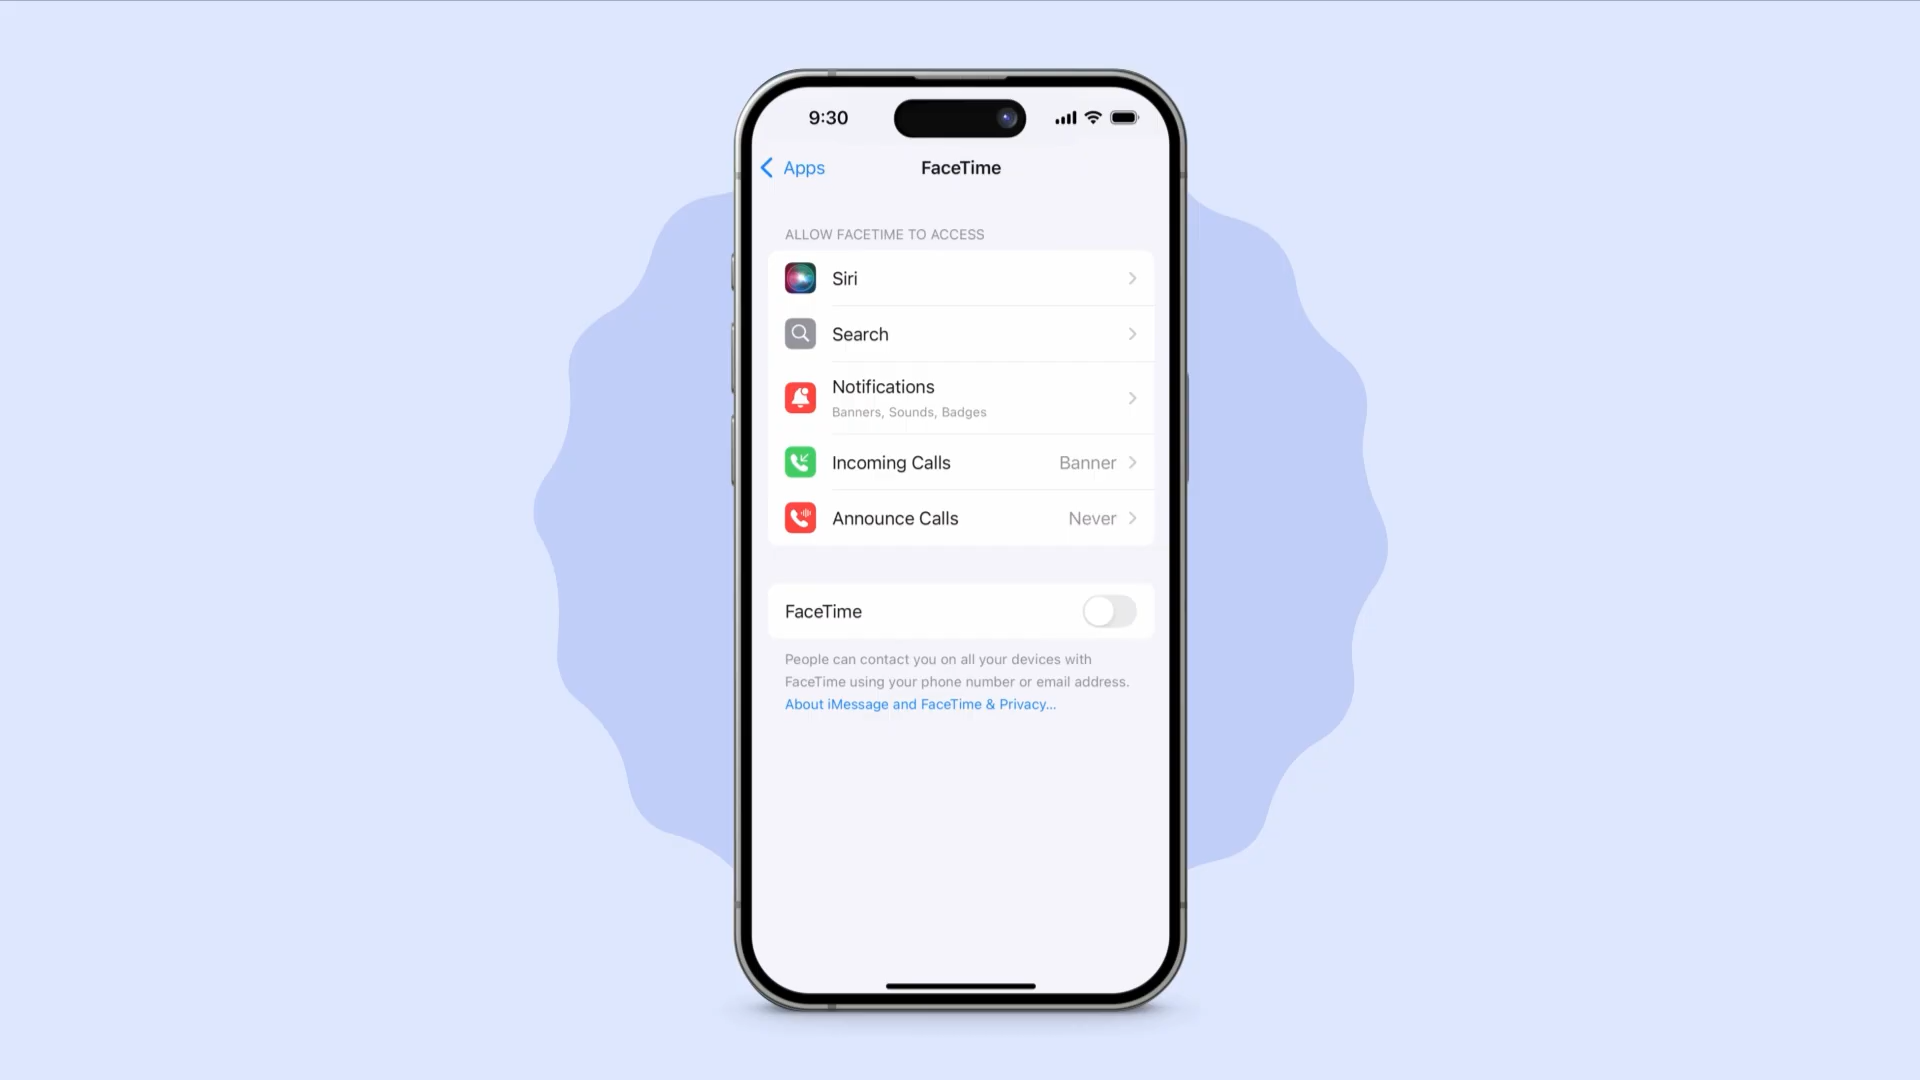 9:30
Apps
FaceTime
ALLOW FACETIME TO ACCESS
Siri
Search
Notifications
Banners, Sounds, Badges
Incoming Calls Banner
Announce Calls Never
FaceTime
People can contact you on all your devices with
FaceTime using your phone number or email address.
About iMessage and FaceTime & Privacy...